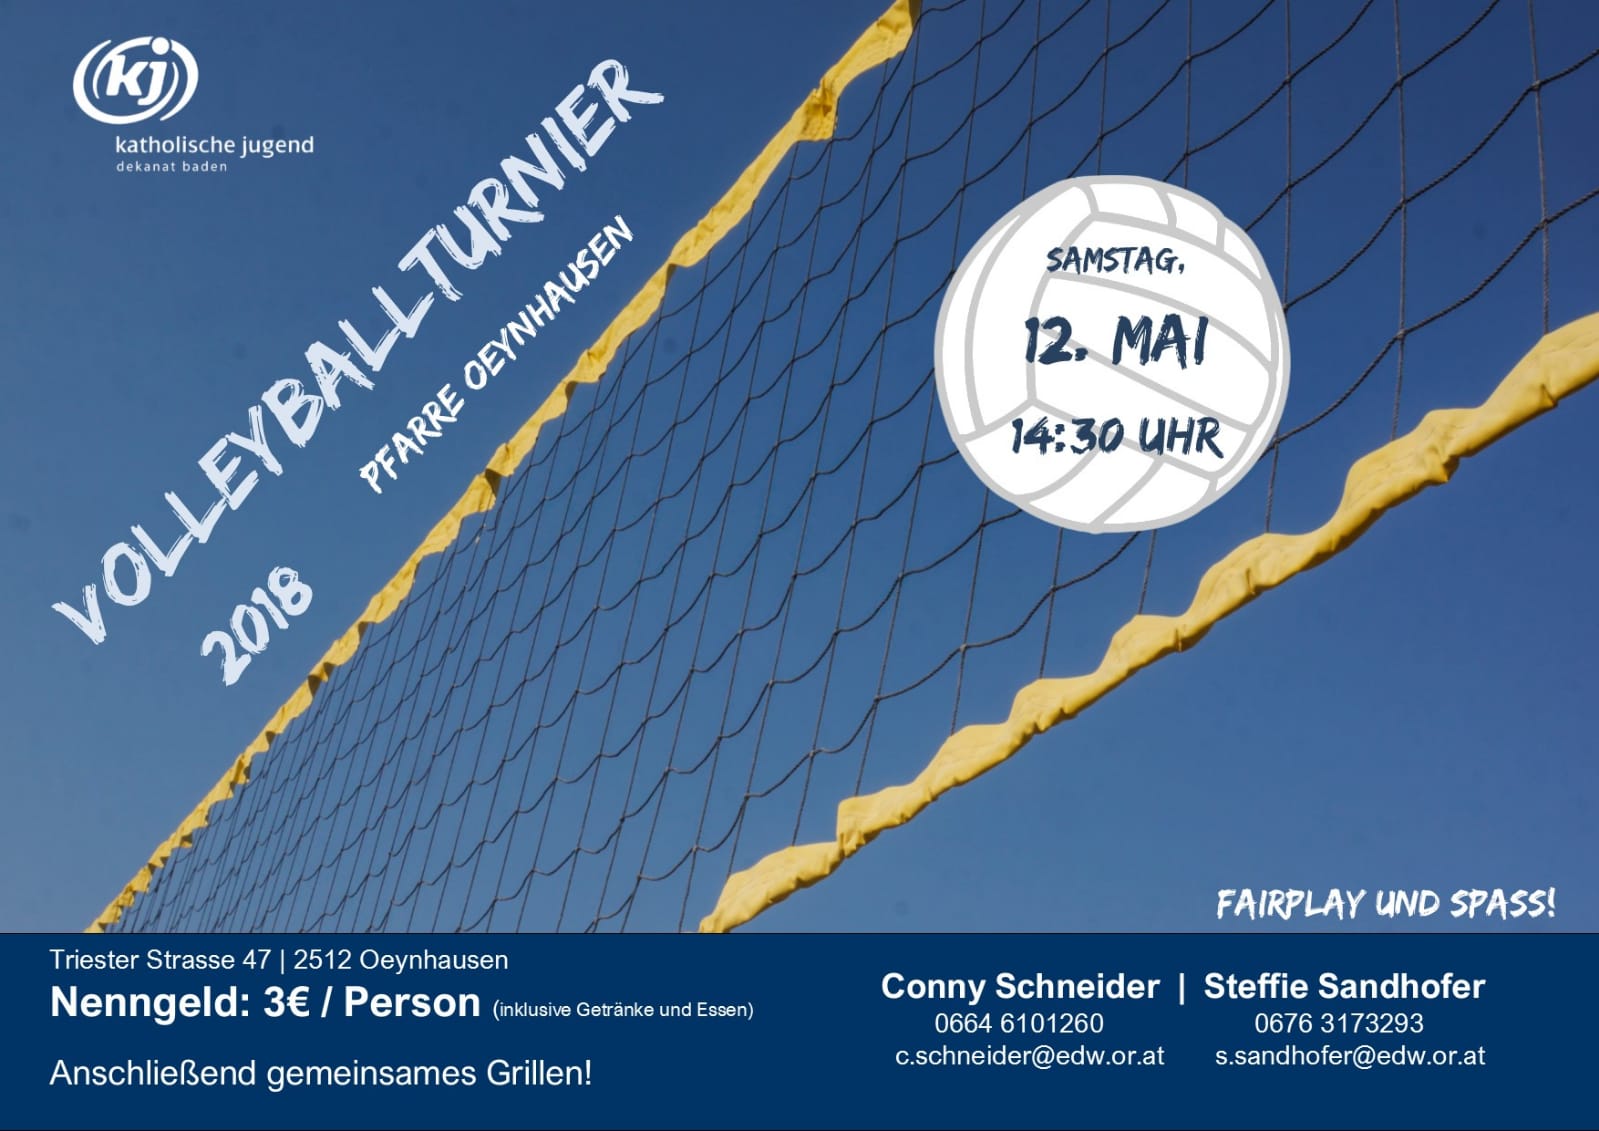 kj
katholische jugend
dekanat baden
VOLLEYBALLTURNIER
PFARRE OEYNHAUSEN
2018
SAMSTAG,
12. MAI
14:30 UHR
FAIRPLAY UND SPASS!
Triester Strasse 47 | 2512 Oeynhausen
Nenngeld: 3€ / Person (inklusive Getränke und Essen)
Anschließend gemeinsames Grillen!
Conny Schneider | Steffie Sandhofer
0664 6101260 0676 3173293
c.schneider@edw.or.at s.sandhofer@edw.or.at